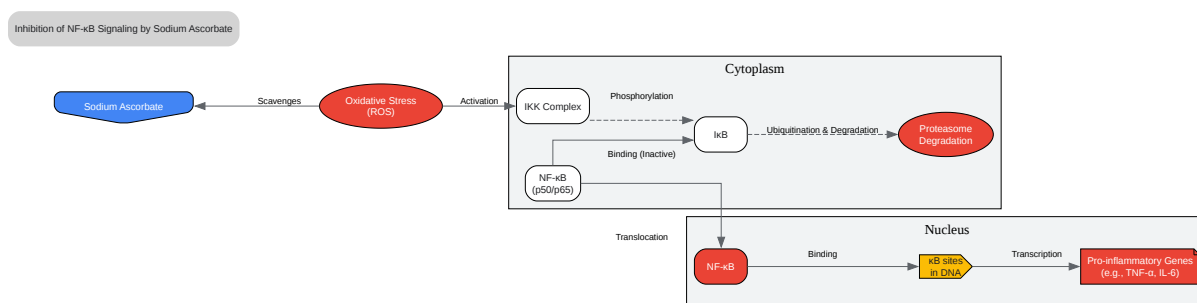 Inhibition of NF-κB Signaling by Sodium Ascorbate
Cytoplasm
Sodium Ascorbate
Scavenges
Oxidative Stress
(ROS)
Activation
IKK Complex
Phosphorylation
IκB
Ubiquitination & Degradation
Proteasome
Degradation
Binding (Inactive)
NF-κB
(p50/p65)
Translocation
Nucleus
NF-κB
Binding
κB sites
in DNA
Transcription
Pro-inflammatory Genes
(e.g., TNF-α, IL-6)